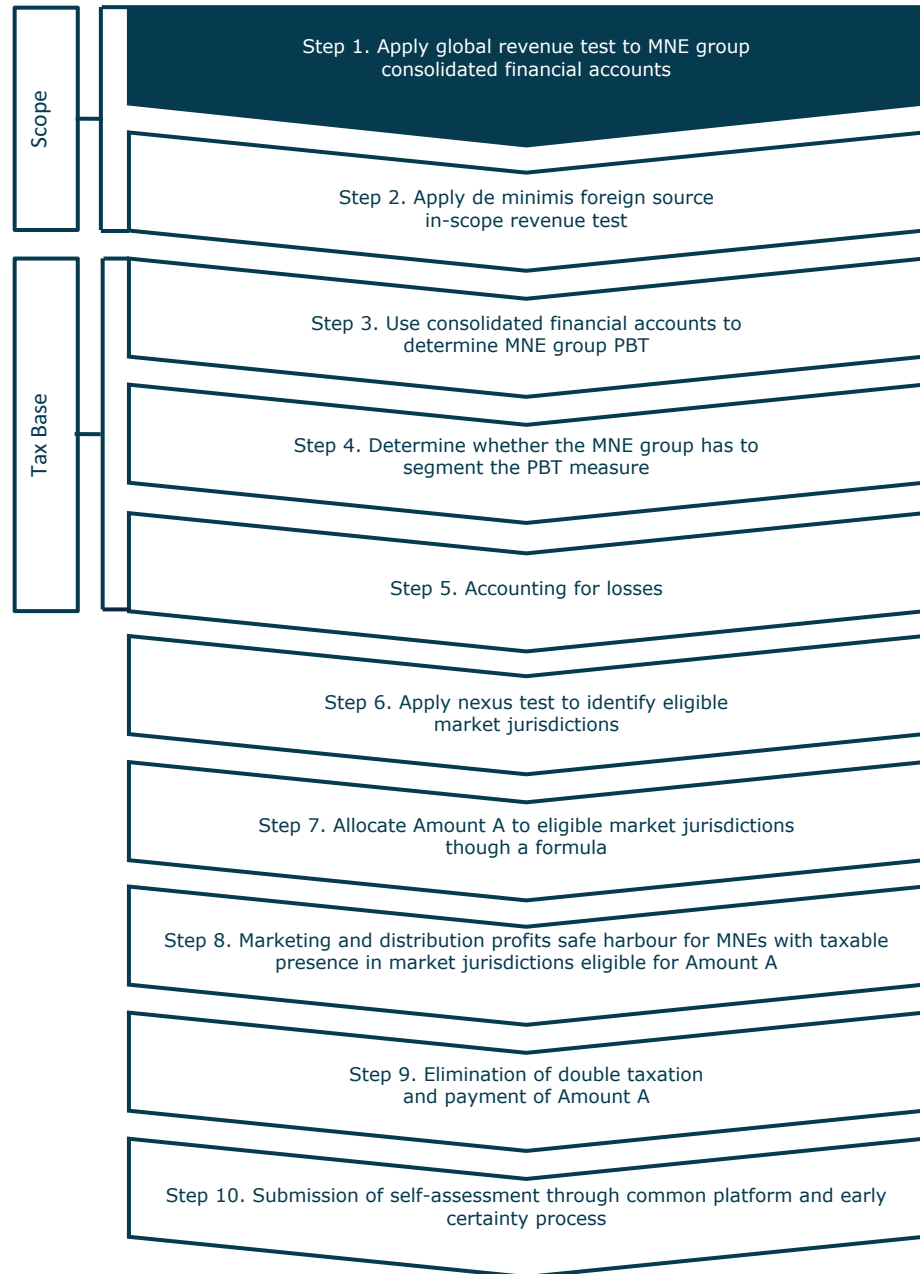 Scope
Step 1. Apply global revenue test to MNE group
consolidated financial accounts
Step 2. Apply de minimis foreign source
in-scope revenue test
Tax Base
Step 3. Use consolidated financial accounts to
determine MNE group PBT
Step 4. Determine whether the MNE group has to
segment the PBT measure
Step 5. Accounting for losses
Step 6. Apply nexus test to identify eligible
market jurisdictions
Step 7. Allocate Amount A to eligible market jurisdictions
though a formula
Step 8. Marketing and distribution profits safe harbour for MNEs with taxable
presence in market jurisdictions eligible for Amount A
Step 9. Elimination of double taxation
and payment of Amount A
Step 10. Submission of self-assessment through common platform and early
certainty process